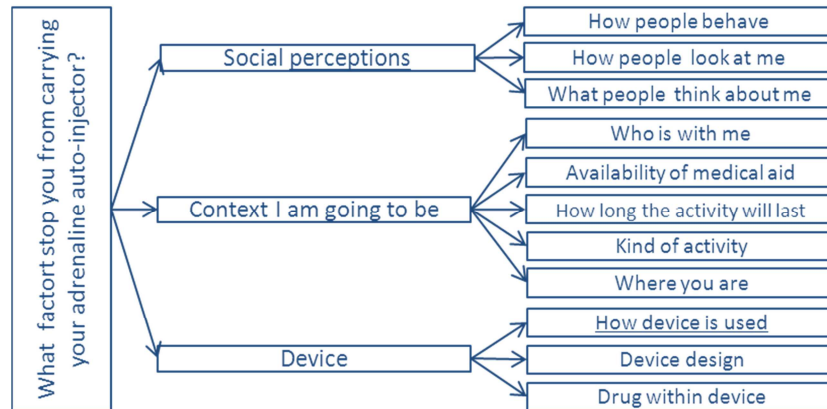 What factort stop you from carrying
your adrenaline auto-injector?
Social perceptions
How people behave
How people look at me
What people think about me
Context I am going to be
Who is with me
Availability of medical aid
How long the activity will last
Kind of activity
Where you are
Device
How device is used
Device design
Drug within device